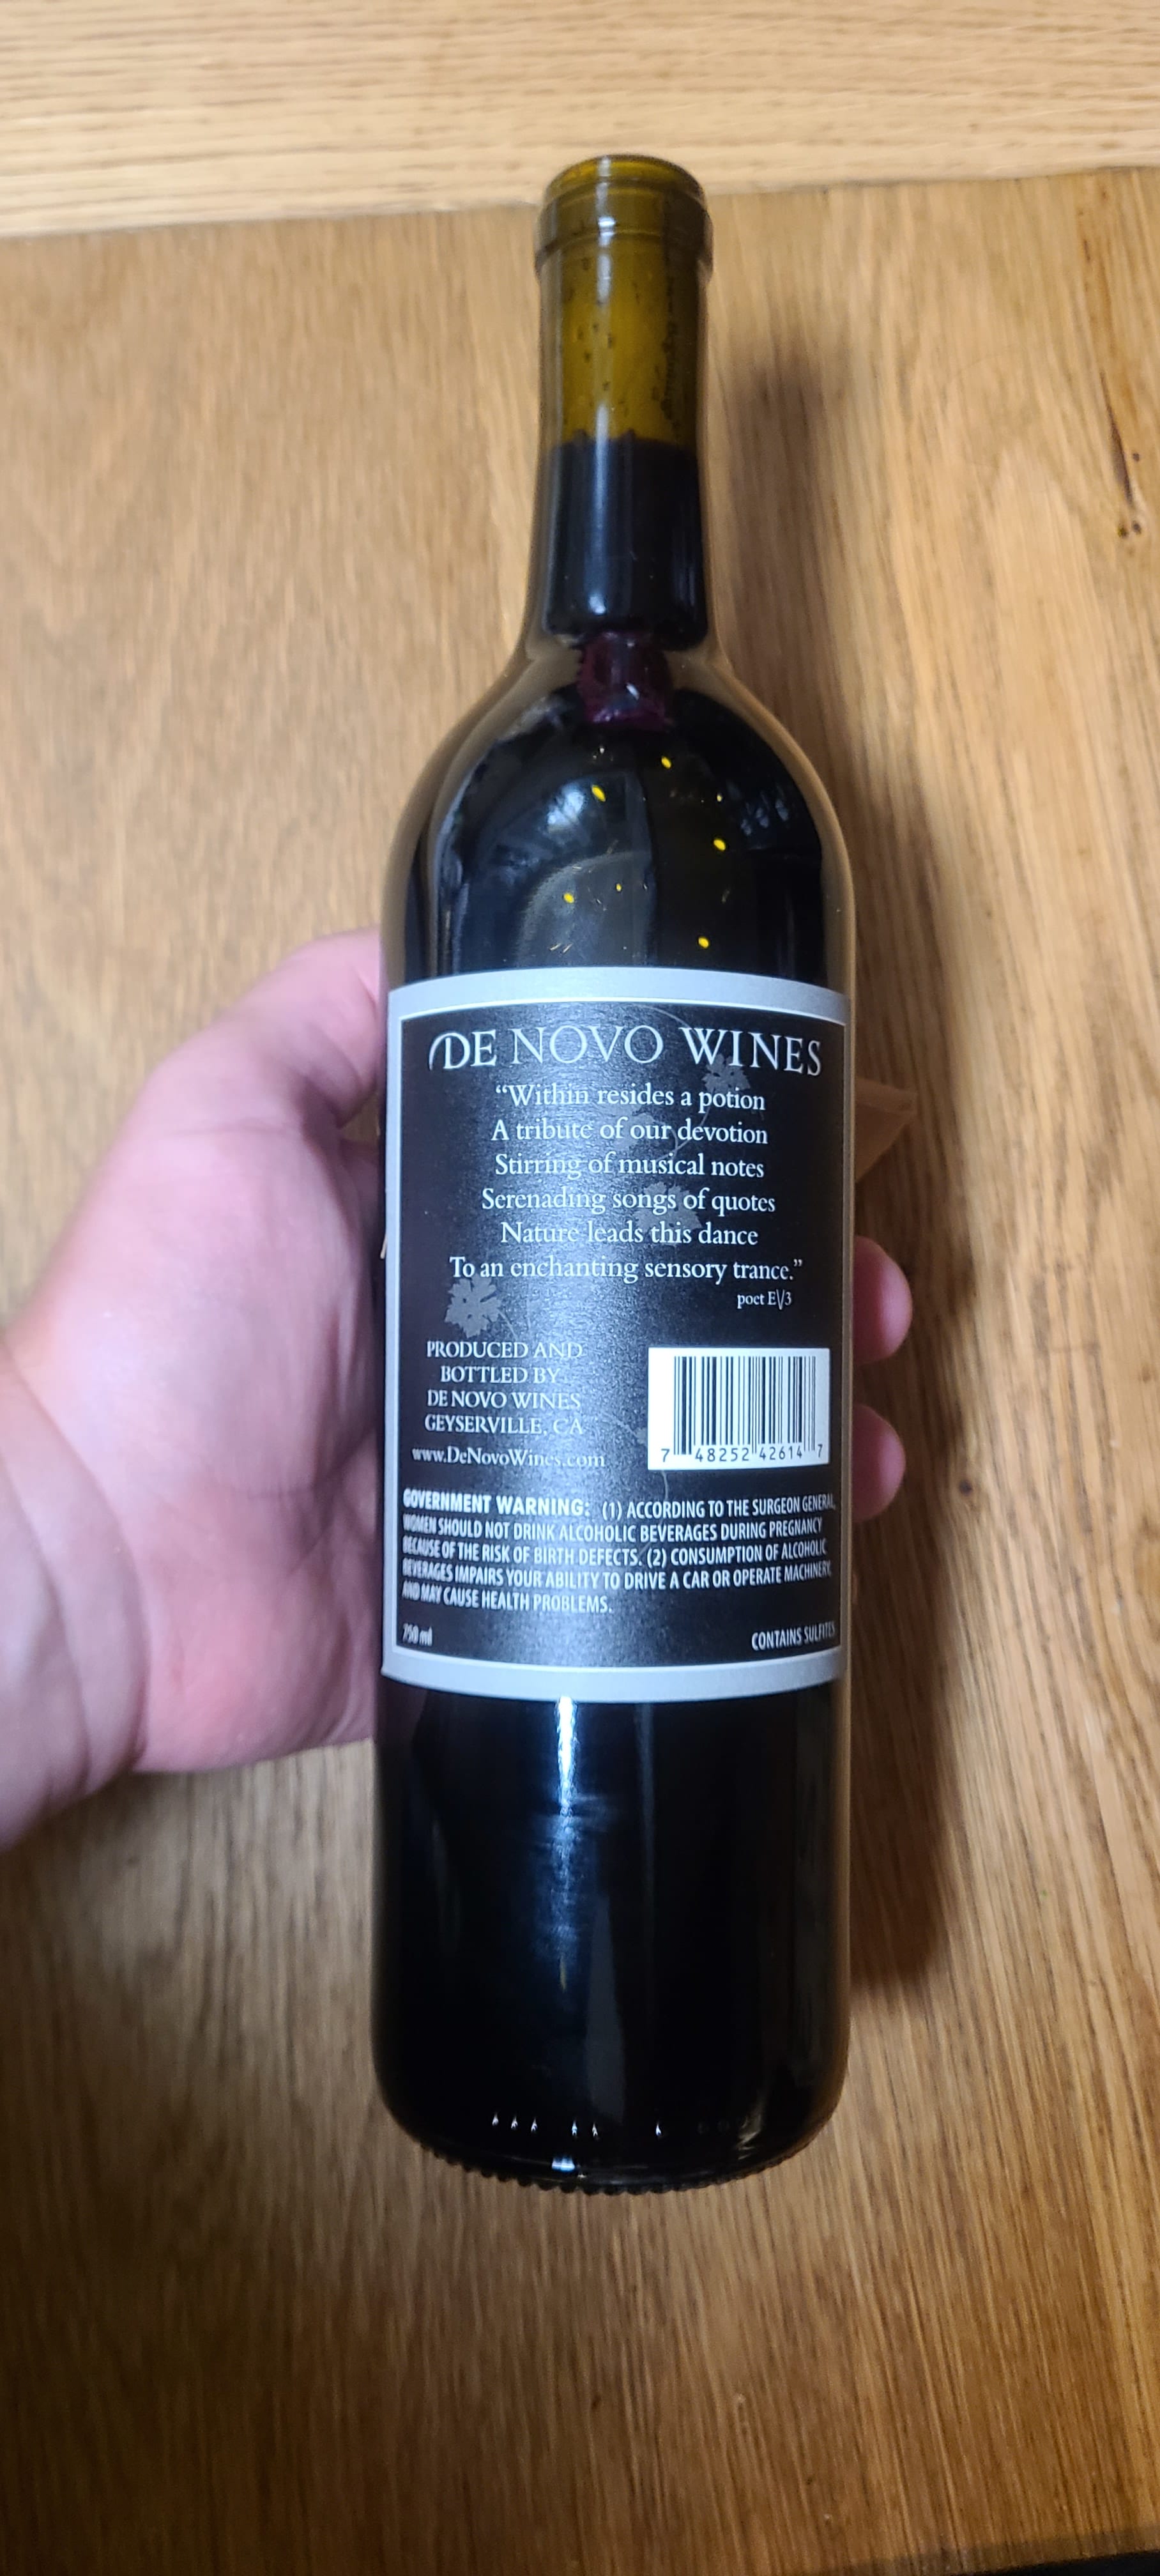 DE NOVO WINES
“Within resides a potion
A tribute of our devotion
Stirring of musical notes
Serenading songs of quotes
Nature leads this dance
To an enchanting sensory trance.”
poet E\/3
PRODUCED AND
BOTTLED BY
DE NOVO WINES
GEYSERVILLE, CA
www.DeNovoWines.com
7 48252 42614 7
GOVERNMENT WARNING: (1) ACCORDING TO THE SURGEON GENERAL,
WOMEN SHOULD NOT DRINK ALCOHOLIC BEVERAGES DURING PREGNANCY
BECAUSE OF THE RISK OF BIRTH DEFECTS. (2) CONSUMPTION OF ALCOHOLIC
BEVERAGES IMPAIRS YOUR ABILITY TO DRIVE A CAR OR OPERATE MACHINERY,
AND MAY CAUSE HEALTH PROBLEMS.
750 ml
CONTAINS SULFITES